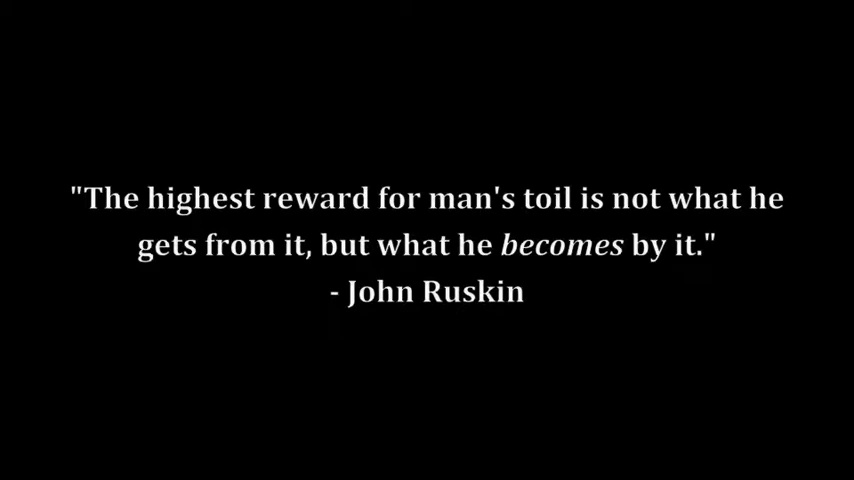 "The highest reward for man's toil is not what he
gets from it, but what he becomes by it."
- John Ruskin